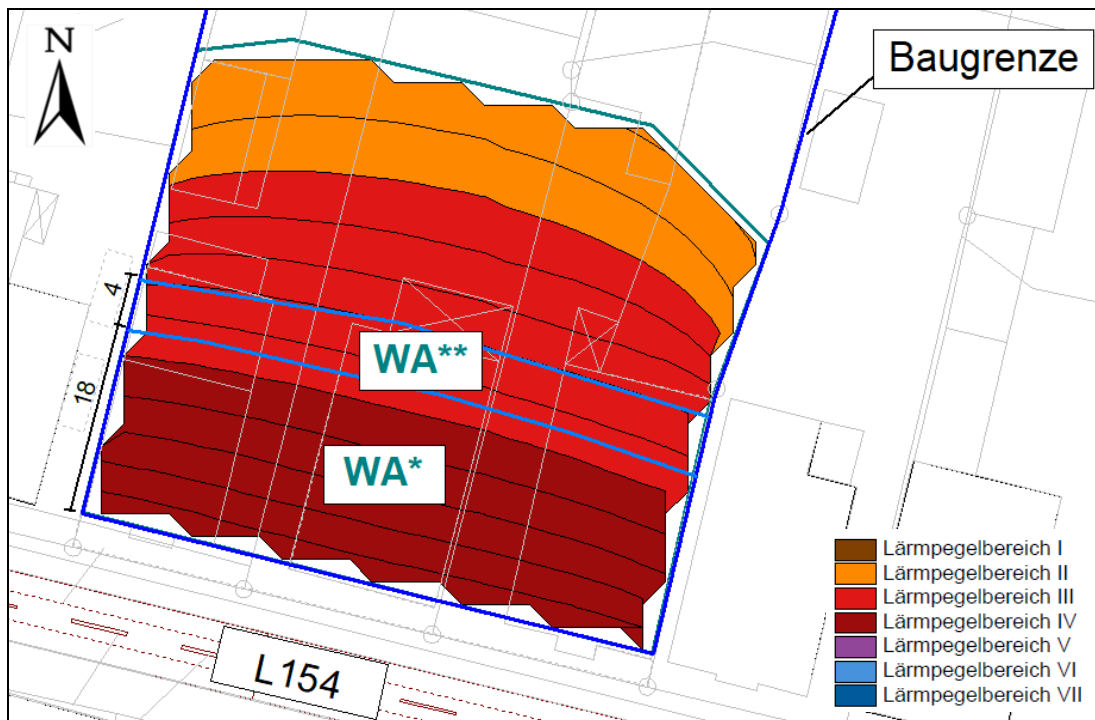 N
Baugrenze
4
18
WA**
WA*
L154
Lärmpegelbereich I
Lärmpegelbereich II
Lärmpegelbereich III
Lärmpegelbereich IV
Lärmpegelbereich V
Lärmpegelbereich VI
Lärmpegelbereich VII